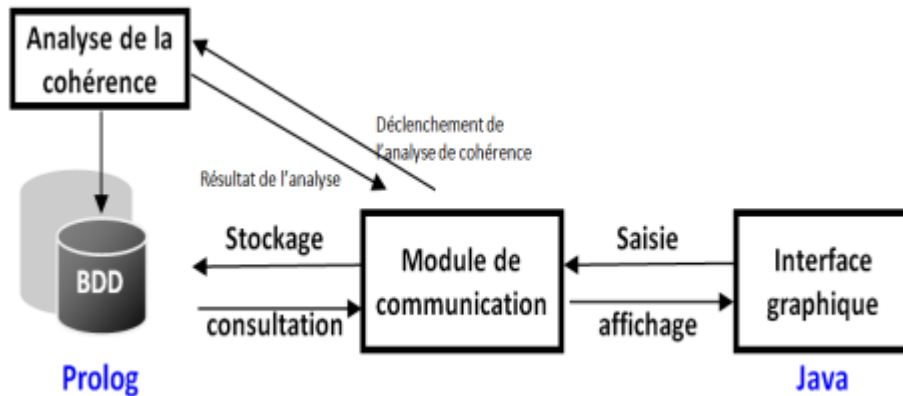 Analyse de la
cohérence
Déclenchement de
l'analyse de cohérence
Résultat de l'analyse
Stockage
Saisie
BDD
Module de
communication
Interface
graphique
consultation
affichage
Prolog
Java